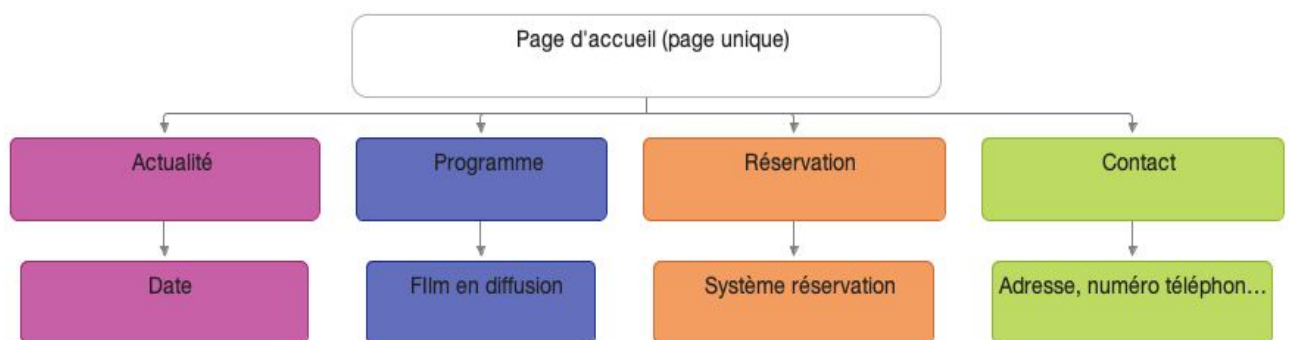 Page d'accueil (page unique)
Actualité
Programme
Réservation
Contact
Date
FIlm en diffusion
Système réservation
Adresse, numéro téléphon...